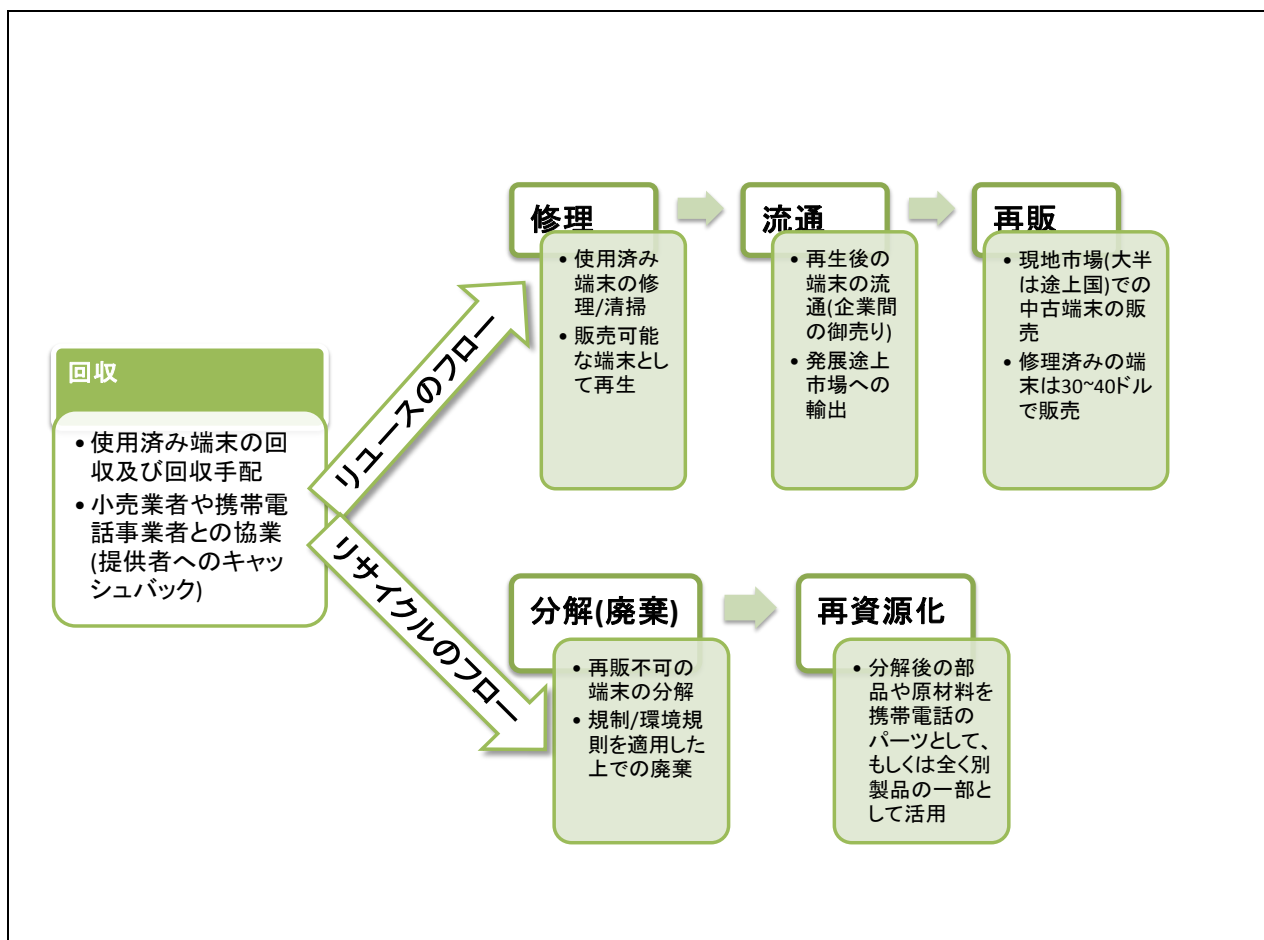 回収
• 使用済み端末の回
収及び回収手配
• 小売業者や携帯電
話事業者との協業
(提供者へのキャッ
シュバック)
リユースのフロー
修理
• 使用済み
端末の修
理/清掃
• 販売可能
な端末とし
て再生
流通
• 再生後の
端末の流
通(企業間
の御売り)
• 発展途上
市場への
輸出
再販
• 現地市場(大半
は途上国)での
中古端末の販
売
• 修理済みの端
末は30~40ドル
で販売
リサイクルのフロー
分解(廃棄)
• 再販不可の
端末の分解
• 規制/環境規
則を適用した
上での廃棄
再資源化
• 分解後の部
品や原材料を
携帯電話の
パーツとして、
もしくは全く別
製品の一部と
して活用